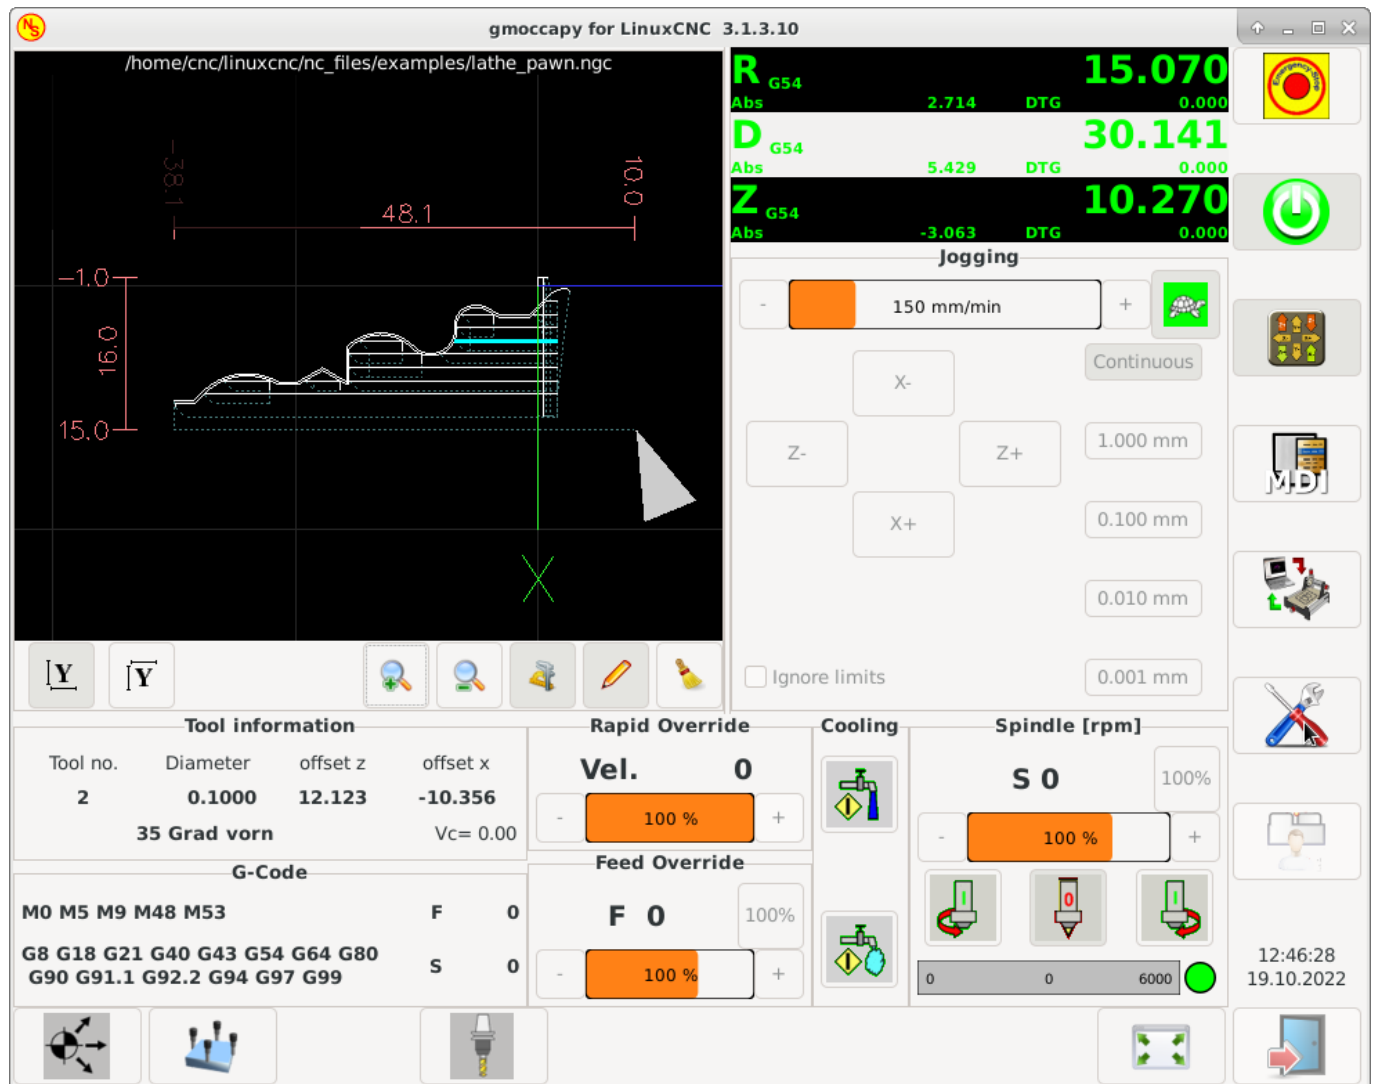 NS
gmoccapy for LinuxCNC 3.1.3.10
/home/cnc/linuxcnc/nc_files/examples/lathe_pawn.ngc
-38.1
10.0
48.1
-1.0
16.0
15.0
X
R G54 15.070
Abs 2.714 DTG 0.000
D G54 30.141
Abs 5.429 DTG 0.000
Z G54 10.270
Abs -3.063 DTG 0.000
Emergency-Stop
Jogging
- 150 mm/min +
Continuous
X-
1.000 mm
Z- Z+
0.100 mm
X+
0.010 mm
Ignore limits 0.001 mm
MDI
Y Y
Tool information
Tool no. Diameter offset z offset x
2 0.1000 12.123 -10.356
35 Grad vorn Vc= 0.00
G-Code
M0 M5 M9 M48 M53 F 0
G8 G18 G21 G40 G43 G54 G64 G80
G90 G91.1 G92.2 G94 G97 G99
S 0
Rapid Override
Vel. 0
- 100 % +
Feed Override
F 0 100%
- 100 % +
Cooling
Spindle [rpm]
S 0 100%
- 100 % +
I 0 I
0 0 6000
12:46:28
19.10.2022